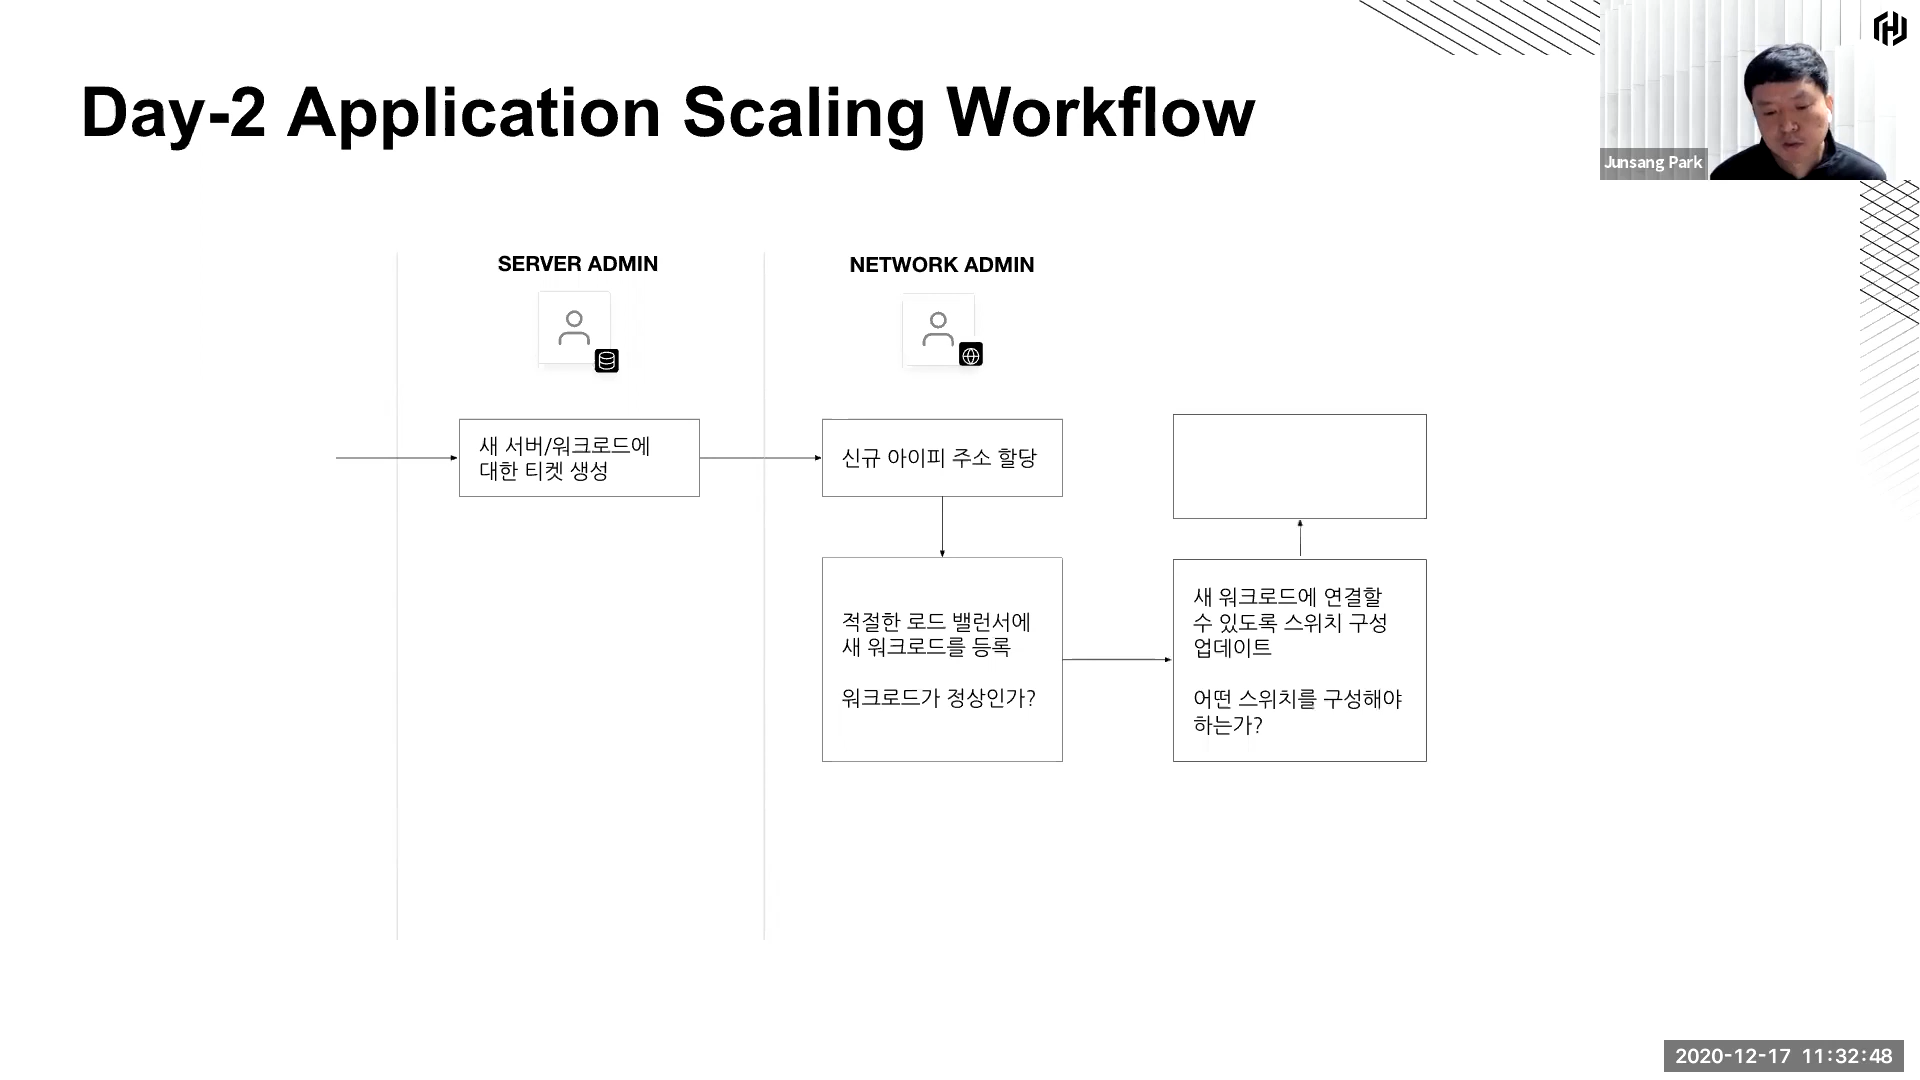 Day-2 Application Scaling Workflow
Junsang Park
SERVER ADMIN
NETWORK ADMIN
새 서버/워크로드에
대한 티켓 생성
신규 아이피 주소 할당
적절한 로드 밸런서에
새 워크로드를 등록
워크로드가 정상인가?
새 워크로드에 연결할
수 있도록 스위치 구성
업데이트
어떤 스위치를 구성해야
하는가?
2020-12-17 11:32:48